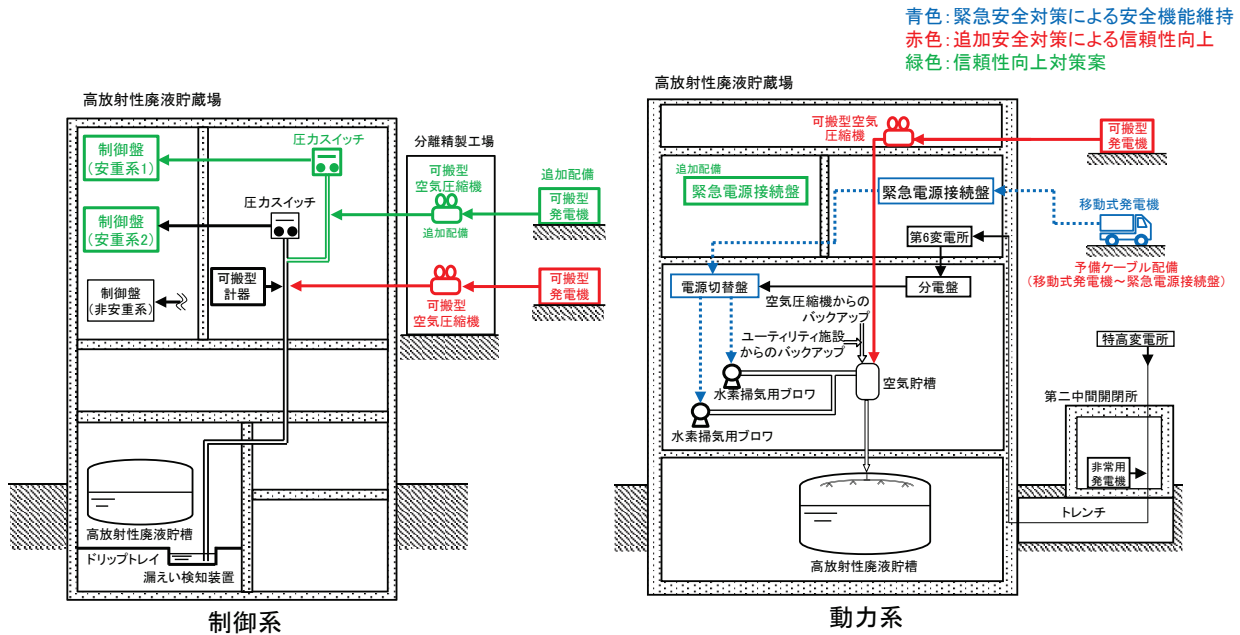 青色：緊急安全対策による安全機能維持
赤色：追加安全対策による信頼性向上
緑色：信頼性向上対策案
高放射性廃液貯蔵場
制御盤
(安重系1)
圧力スイッチ
制御盤
(安重系2)
圧力スイッチ
制御盤
(非安重系)
可搬型
計器
分離精製工場
可搬型
空気圧縮機
追加配備
追加配備
可搬型
発電機
可搬型
空気圧縮機
可搬型
発電機
高放射性廃液貯槽
ドリップトレイ
漏えい検知装置
制御系
高放射性廃液貯蔵場
可搬型空気
圧縮機
可搬型
発電機
追加配備
緊急電源接続盤
緊急電源接続盤
移動式発電機
予備ケーブル配備
(移動式発電機～緊急電源接続盤)
第6変電所
電源切替盤
分電盤
空気圧縮機からの
バックアップ
ユーティリティ施設
からのバックアップ
空気貯槽
水素掃気用ブロワ
水素掃気用ブロワ
特高変電所
第二中間開閉所
非常用
発電機
トレンチ
高放射性廃液貯槽
動力系